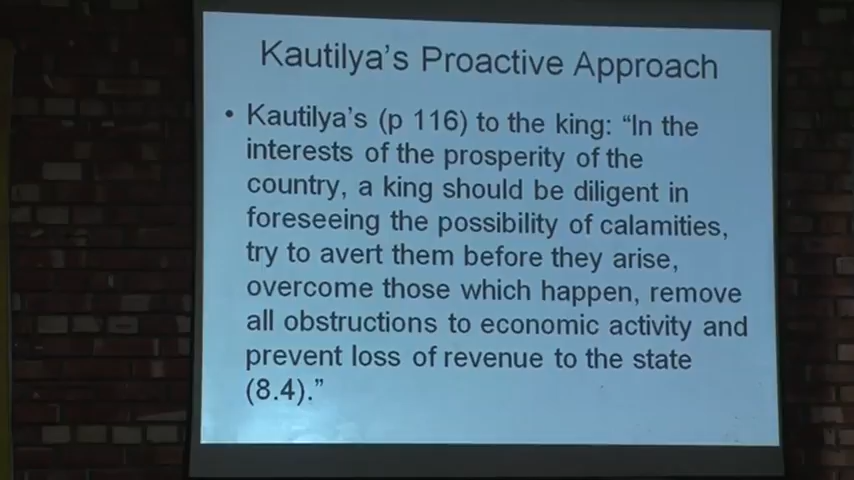 Kautilya's Proactive Approach
• Kautilya's (p 116) to the king: "In the
interests of the prosperity of the
country, a king should be diligent in
foreseeing the possibility of calamities,
try to avert them before they arise,
overcome those which happen, remove
all obstructions to economic activity and
prevent loss of revenue to the state
(8.4)."